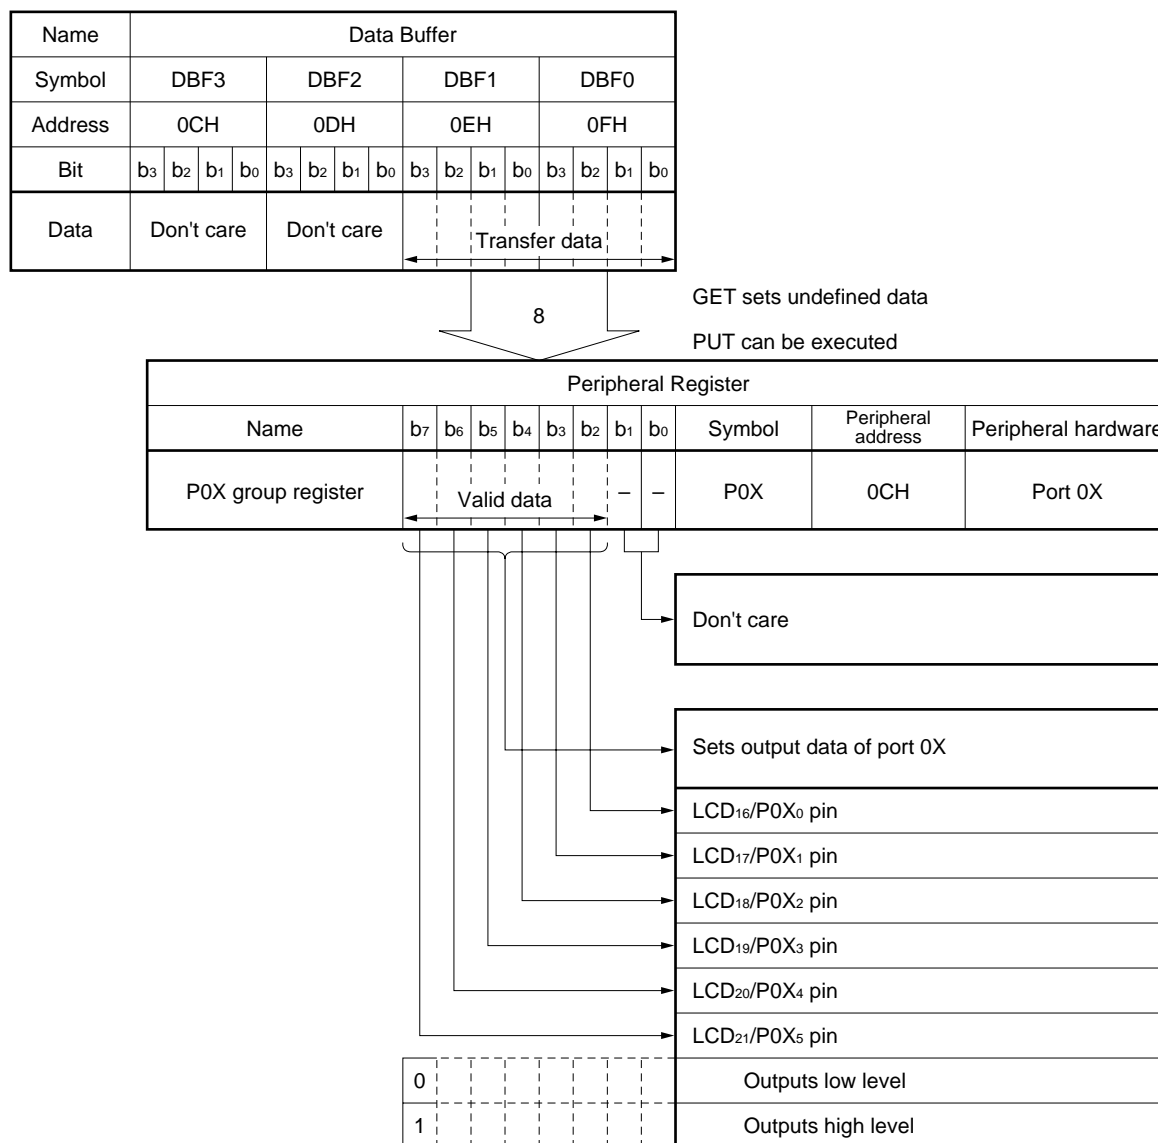 Name Data Buffer
Symbol DBF3 DBF2 DBF1 DBF0
Address 0CH 0DH 0EH 0FH
Bit b3 b2 b1 b0 b3 b2 b1 b0 b3 b2 b1 b0 b3 b2 b1 b0
Data Don't care Don't care Transfer data
GET sets undefined data
8
PUT can be executed
Peripheral Register
Name b7 b6 b5 b4 b3 b2 b1 b0 Symbol Peripheral address Peripheral hardware
P0X group register Valid data – – P0X 0CH Port 0X
Don't care
Sets output data of port 0X
LCD16/P0X0 pin
LCD17/P0X1 pin
LCD18/P0X2 pin
LCD19/P0X3 pin
LCD20/P0X4 pin
LCD21/P0X5 pin
0 Outputs low level
1 Outputs high level